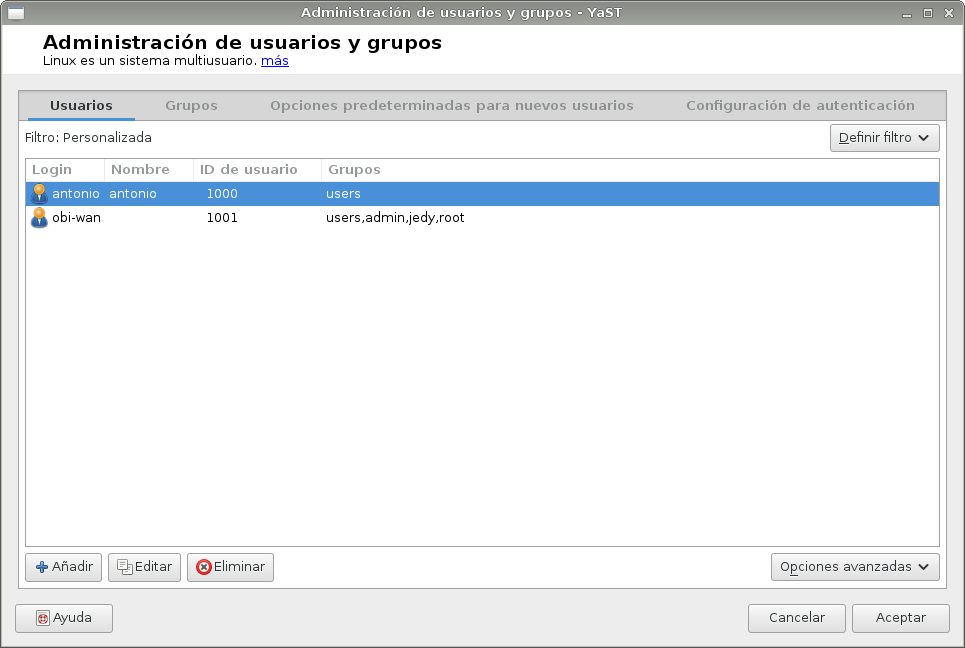 Administración de usuarios y grupos - YaST
Administración de usuarios y grupos
Linux es un sistema multiusuario. más
Usuarios Grupos Opciones predeterminadas para nuevos usuarios Configuración de autenticación
Filtro: Personalizada Definir filtro
Login Nombre ID de usuario Grupos
antonio antonio 1000 users
obi-wan 1001 users,admin,jedy,root
Añadir Editar Eliminar Opciones avanzadas
Ayuda Cancelar Aceptar